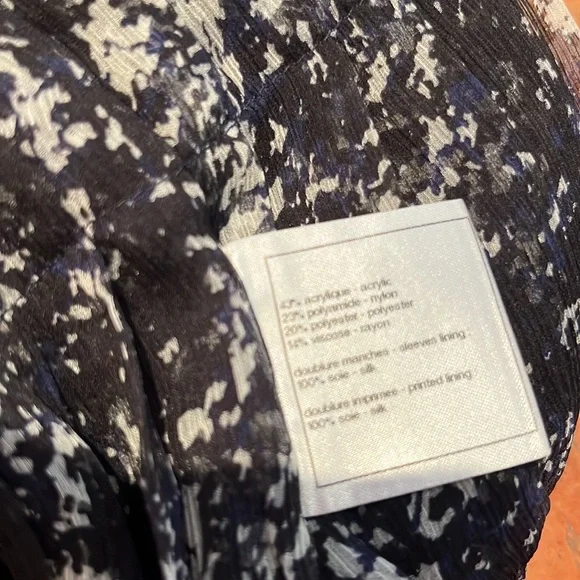 43% acrylique - acrylic
23% polyamide - nylon
20% polyester - polyester
14% viscose - rayon
doublure manches - sleeves lining :
100% soie - silk
doublure imprimee - printed lining :
100% soie - silk